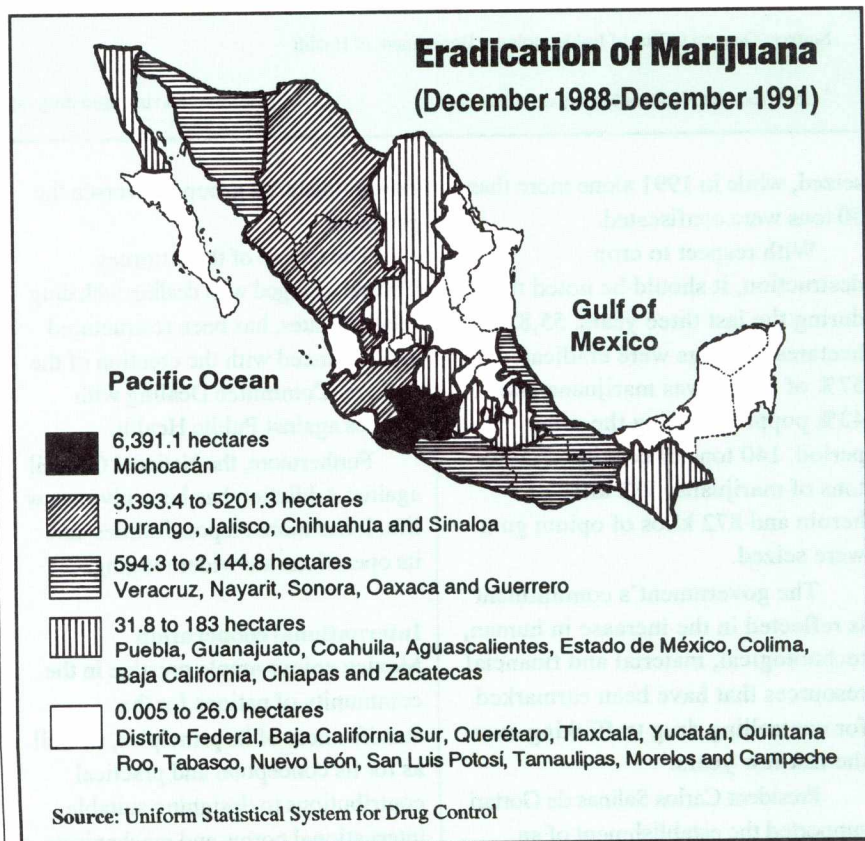 Eradication of Marijuana
(December 1988-December 1991)
Gulf of
Mexico
Pacific Ocean
6,391.1 hectares
Michoacán
3,393.4 to 5201.3 hectares
Durango, Jalisco, Chihuahua and Sinaloa
594.3 to 2,144.8 hectares
Veracruz, Nayarit, Sonora, Oaxaca and Guerrero
31.8 to 183 hectares
Puebla, Guanajuato, Coahuila, Aguascalientes, Estado de México, Colima,
Baja California, Chiapas and Zacatecas
0.005 to 26.01 hectares
Distrito Federal, Baja California Sur, Querétaro, Tlaxcala, Yucatán, Quintana
Roo, Tabasco, Nuevo León, San Luis Potosí, Tamaulipas, Morelos and Campeche
Source: Uniform Statistical System for Drug Control